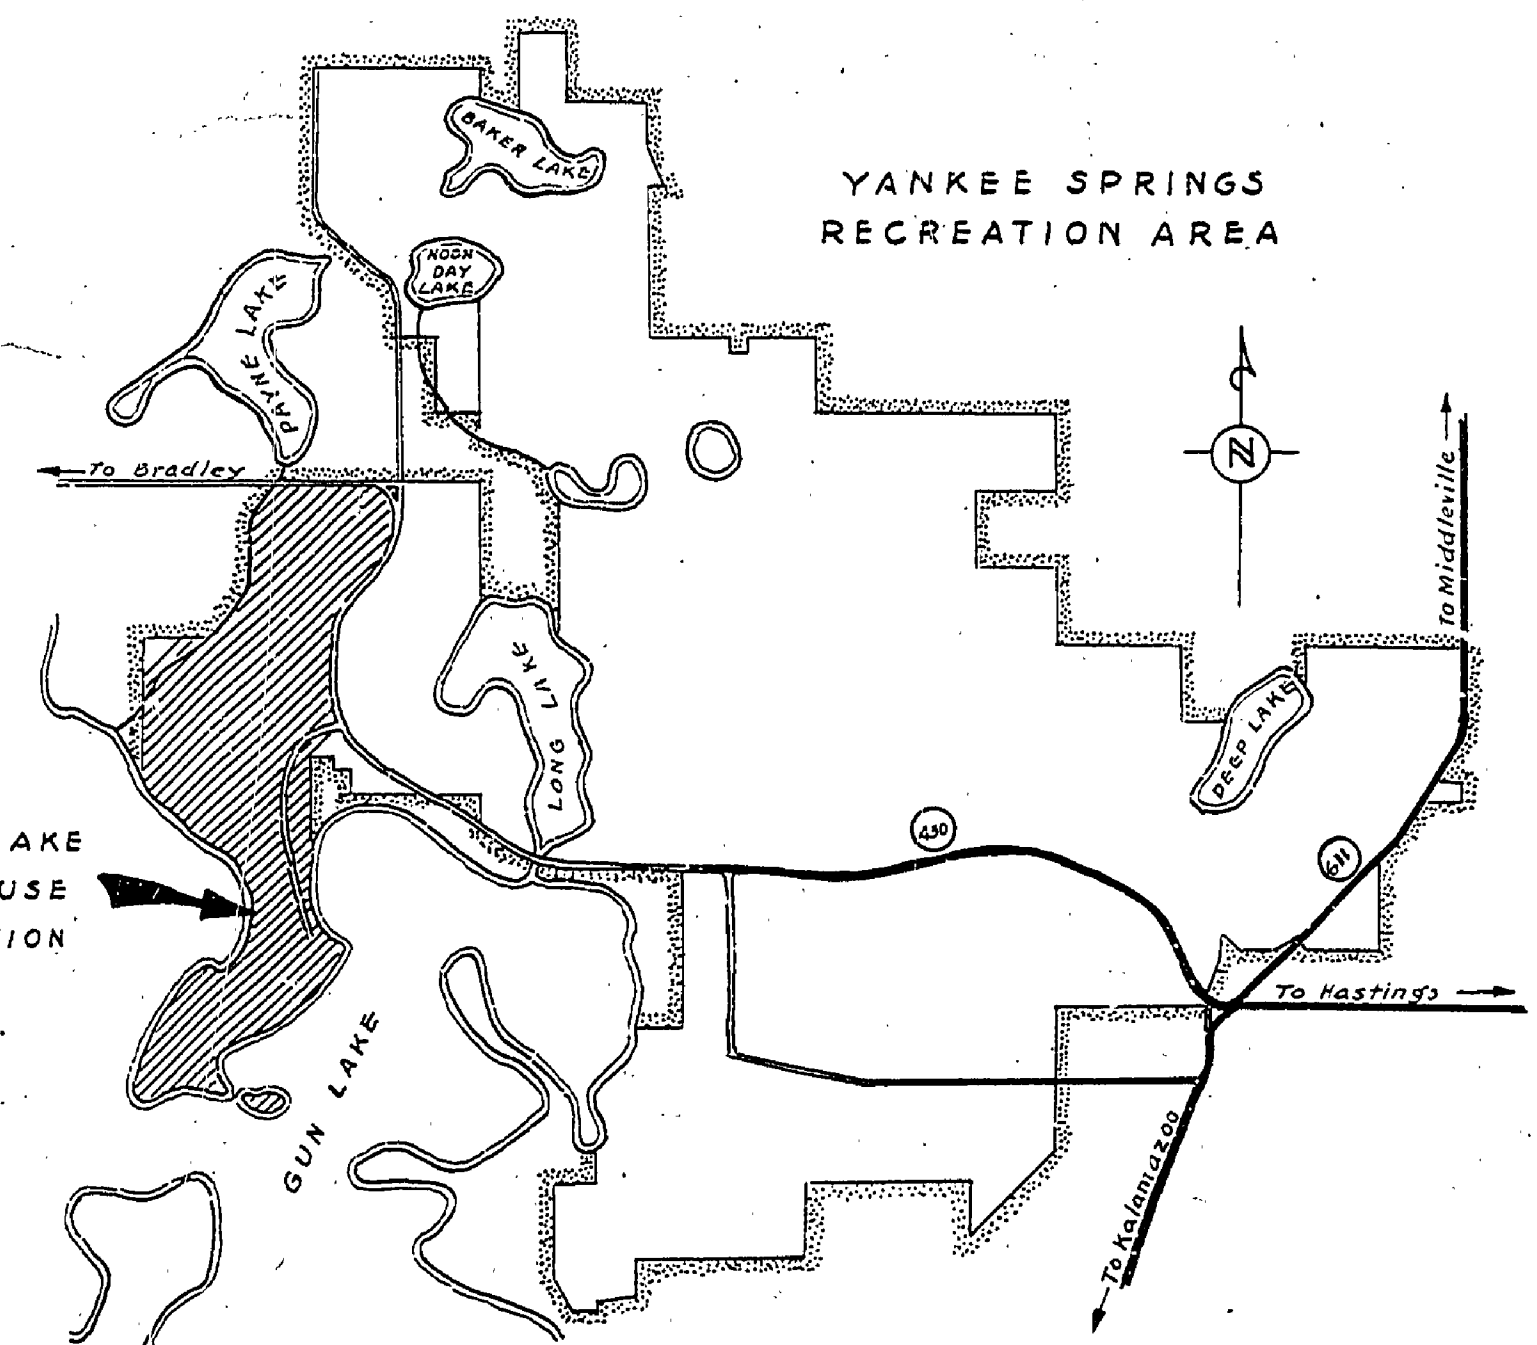 YANKEE SPRINGS
RECREATION AREA
BAKER LAKE
NOON
DAY
LAKE
PAYNE LAKE
To Bradley
N
To Middleville
LONG LAKE
DEEP LAKE
430
611
AKE
USE
ION
To Hastings
GUN LAKE
To Kalamazoo